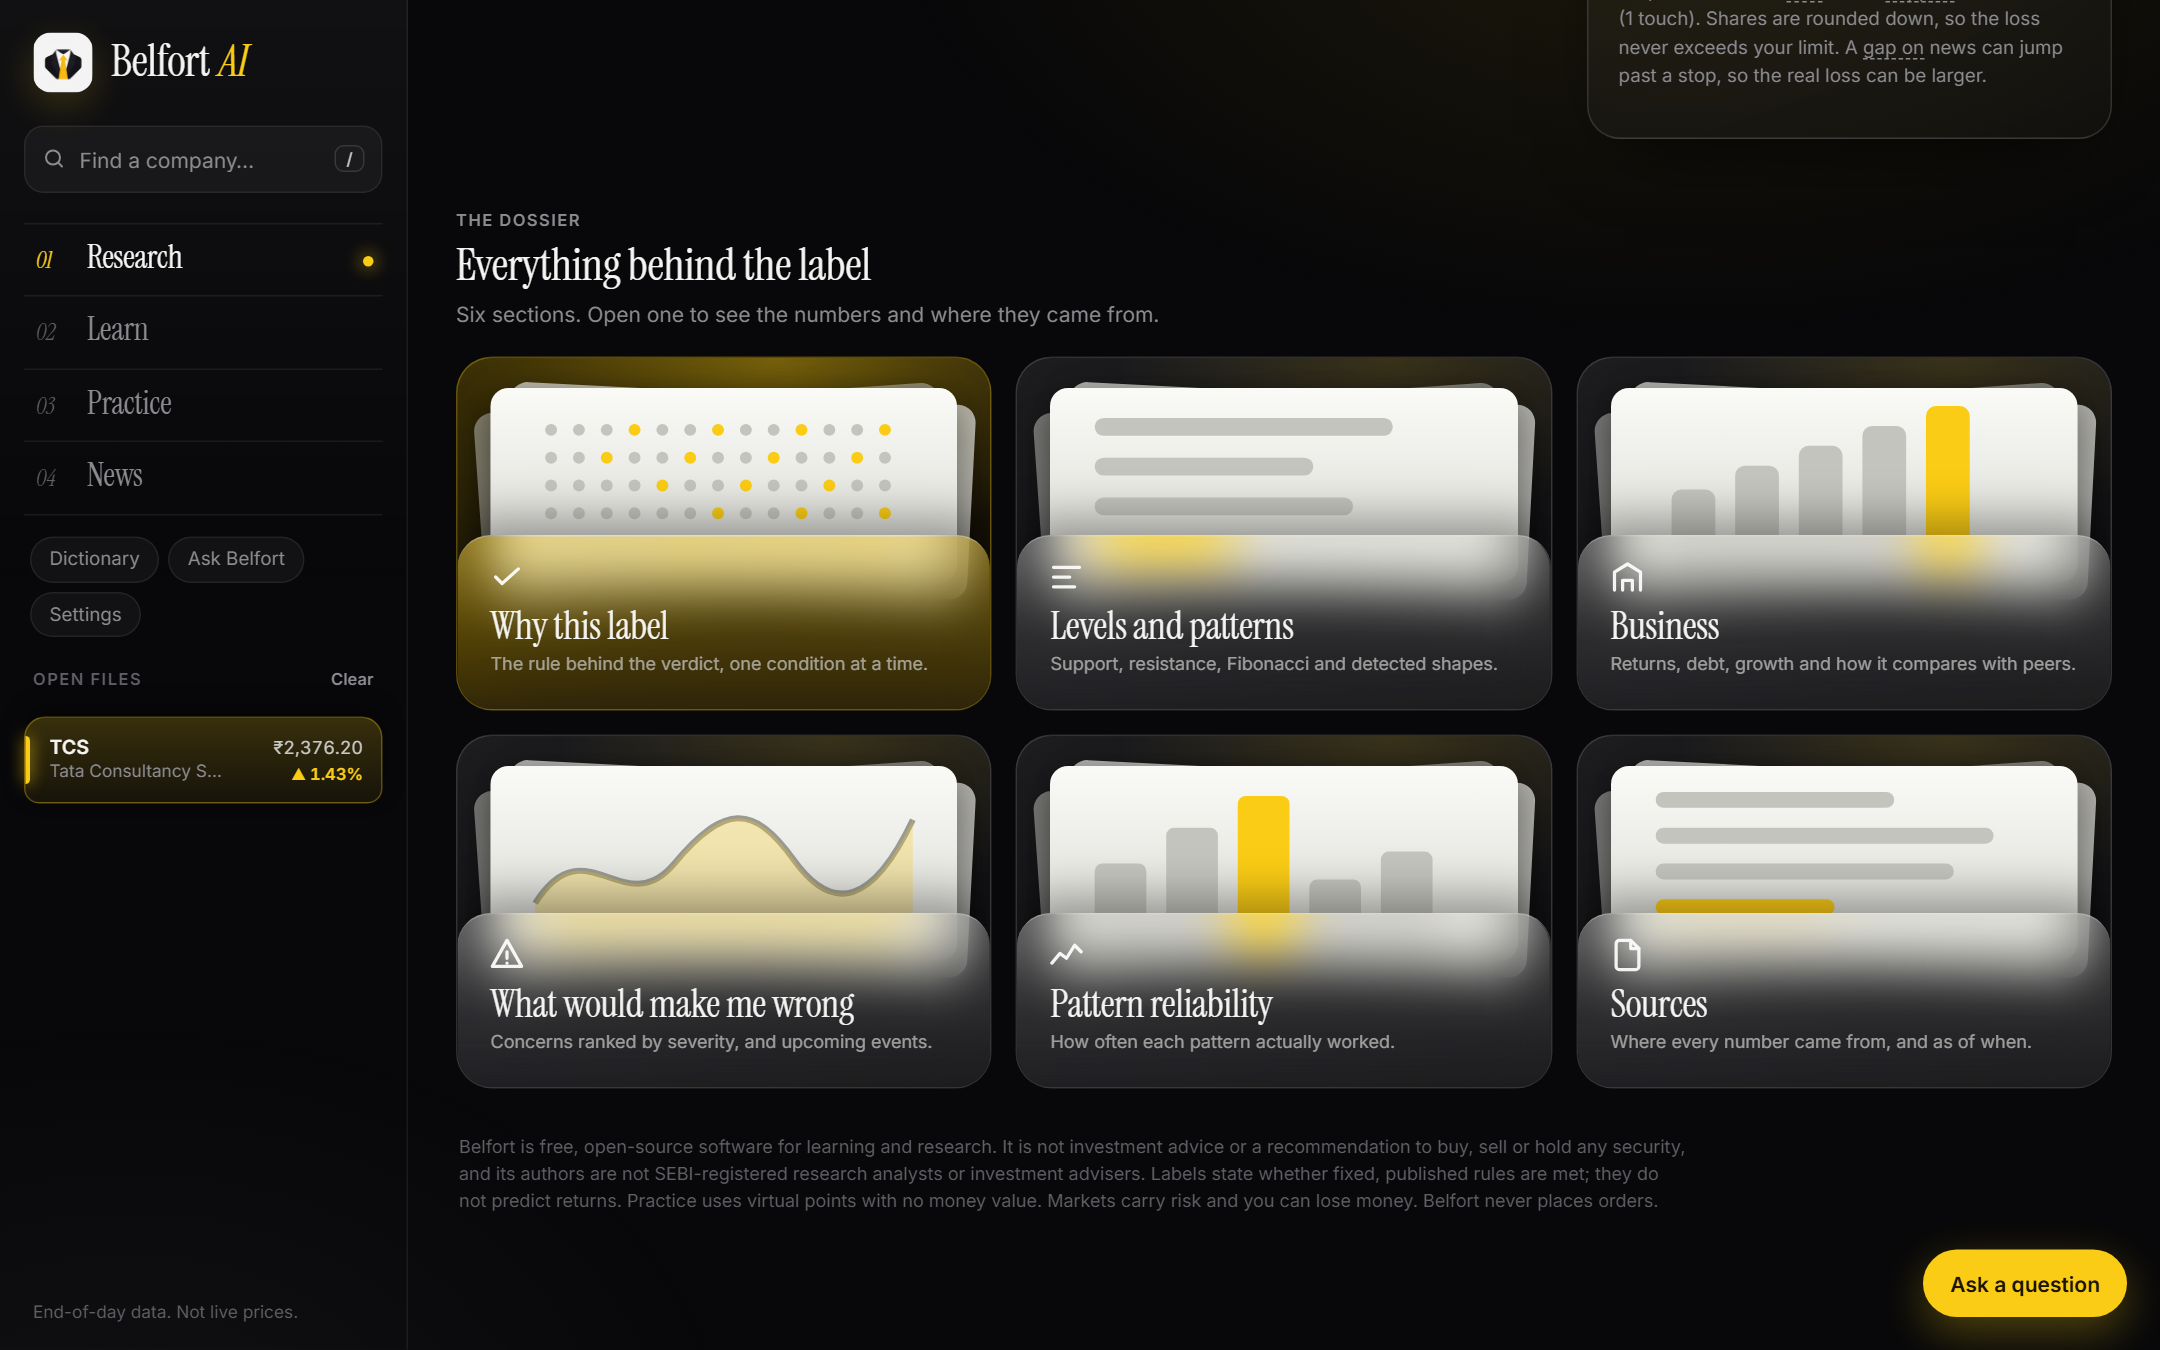 Belfort AI
Find a company...
/
01 Research
02 Learn
03 Practice
04 News
Dictionary
Ask Belfort
Settings
OPEN FILES
Clear
TCS
₹2,376.20
Tata Consultancy S...
▲ 1.43%
End-of-day data. Not live prices.
(1 touch). Shares are rounded down, so the loss
never exceeds your limit. A gap on news can jump
past a stop, so the real loss can be larger.
THE DOSSIER
Everything behind the label
Six sections. Open one to see the numbers and where they came from.
Why this label
The rule behind the verdict, one condition at a time.
Levels and patterns
Support, resistance, Fibonacci and detected shapes.
Business
Returns, debt, growth and how it compares with peers.
What would make me wrong
Concerns ranked by severity, and upcoming events.
Pattern reliability
How often each pattern actually worked.
Sources
Where every number came from, and as of when.
Belfort is free, open-source software for learning and research. It is not investment advice or a recommendation to buy, sell or hold any security,
and its authors are not SEBI-registered research analysts or investment advisers. Labels state whether fixed, published rules are met; they do
not predict returns. Practice uses virtual points with no money value. Markets carry risk and you can lose money. Belfort never places orders.
Ask a question